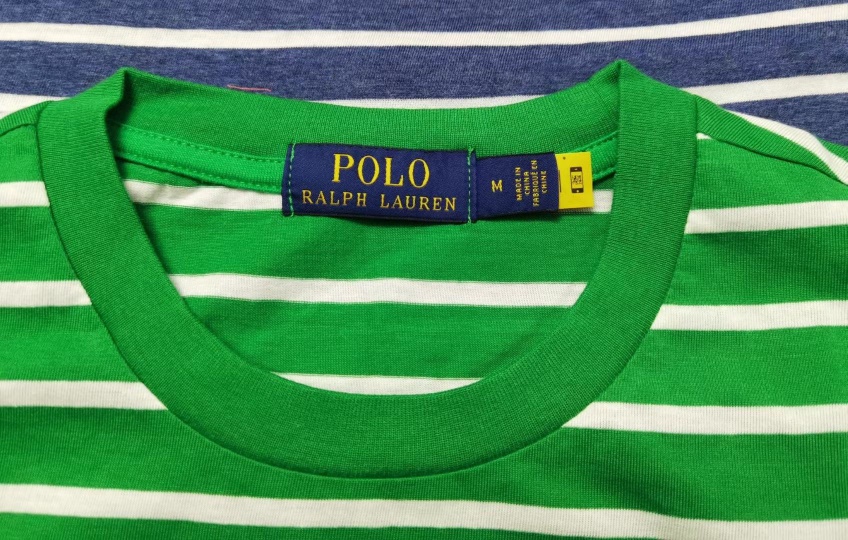 POLO
RALPH LAUREN
M
MADE IN
CHINA
FABRIQUÉ EN
CHINE